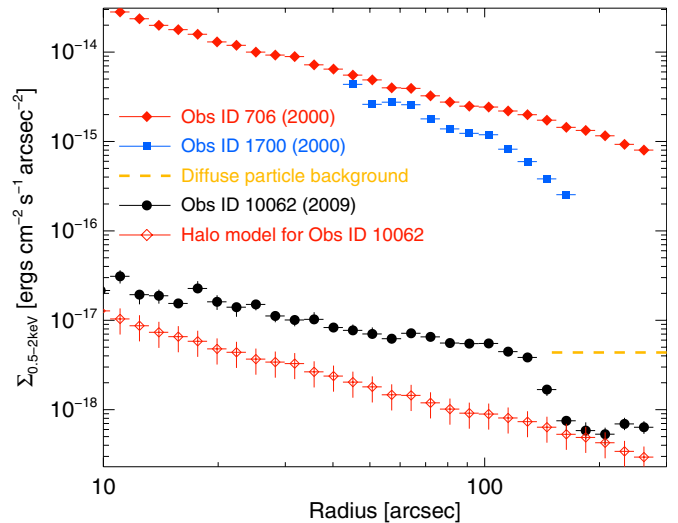 10⁻¹⁴
10⁻¹⁵
10⁻¹⁶
10⁻¹⁷
10⁻¹⁸
Σ0.5−2keV [ergs cm⁻² s⁻¹ arcsec⁻²]
Obs ID 706 (2000)
Obs ID 1700 (2000)
Diffuse particle background
Obs ID 10062 (2009)
Halo model for Obs ID 10062
10 100
Radius [arcsec]